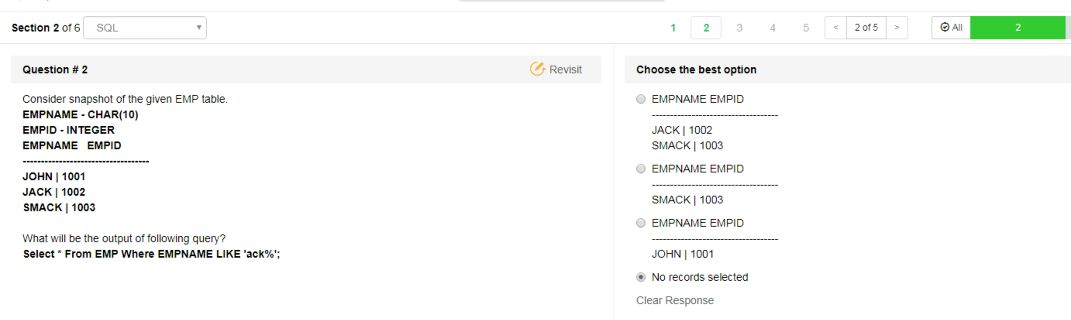 Section 2 of 6 SQL
1 2 3 4 5 < 2 of 5 > All 2
Question # 2
Revisit
Consider snapshot of the given EMP table.
EMPNAME - CHAR(10)
EMPID - INTEGER
EMPNAME EMPID
-----------------------------------
JOHN | 1001
JACK | 1002
SMACK | 1003
What will be the output of following query?
Select * From EMP Where EMPNAME LIKE 'ack%';
Choose the best option
EMPNAME EMPID
-----------------------------------
JACK | 1002
SMACK | 1003
EMPNAME EMPID
-----------------------------------
SMACK | 1003
EMPNAME EMPID
-----------------------------------
JOHN | 1001
No records selected
Clear Response